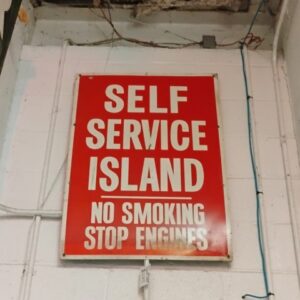 SELF
SERVICE
ISLAND
NO SMOKING
STOP ENGINES